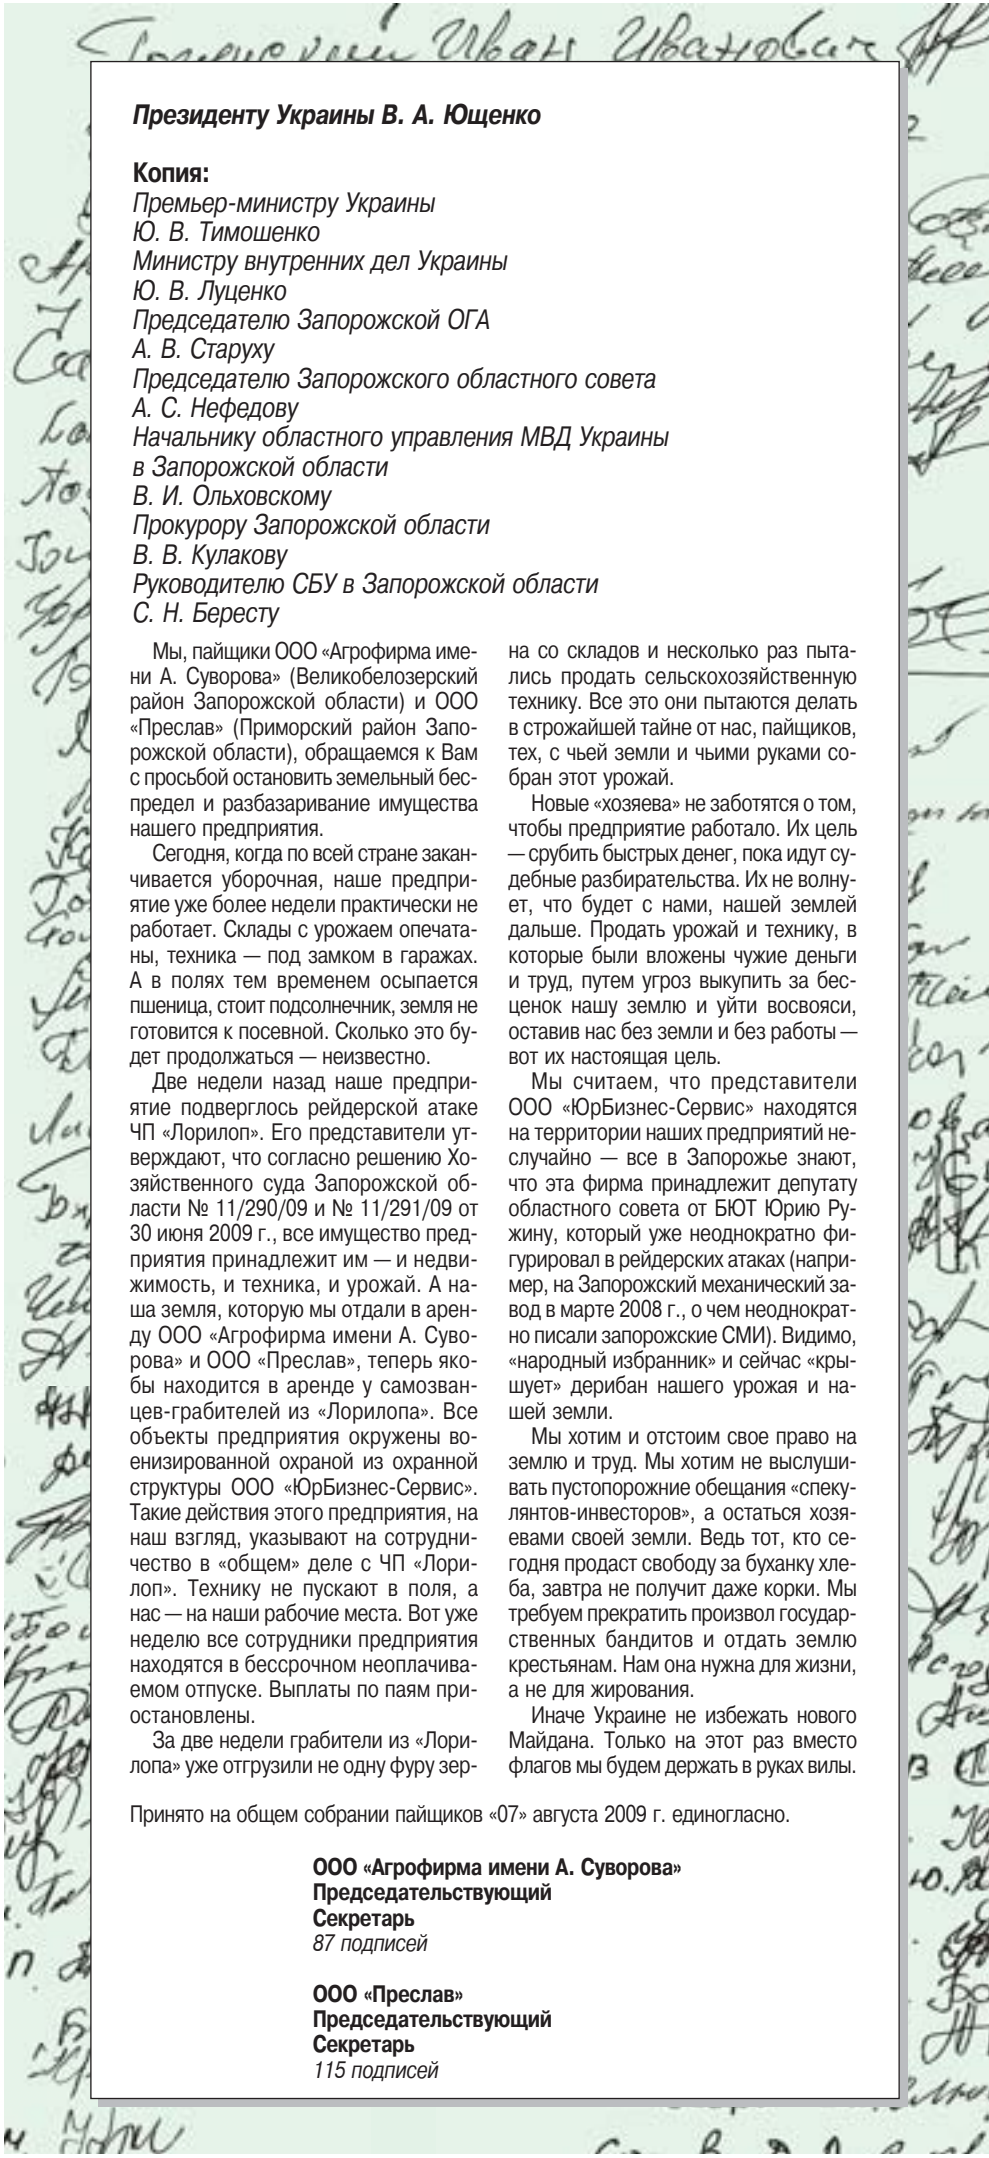 Иван Иванович
Президенту Украины В. А. Ющенко
Копия:
Премьер-министру Украины
Ю. В. Тимошенко
Министру внутренних дел Украины
Ю. В. Луценко
Председателю Запорожской ОГА
А. В. Старуху
Председателю Запорожского областного совета
А. С. Нефедову
Начальнику областного управления МВД Украины
в Запорожской области
В. И. Ольховскому
Прокурору Запорожской области
В. В. Кулакову
Руководителю СБУ в Запорожской области
С. Н. Бересту
Мы, пайщики ООО «Агрофирма име-
ни А. Суворова» (Великобелозерский
район Запорожской области) и ООО
«Преслав» (Приморский район Запо-
рожской области), обращаемся к Вам
с просьбой остановить земельный бес-
предел и разбазаривание имущества
нашего предприятия.
Сегодня, когда по всей стране закан-
чивается уборочная, наше предпри-
ятие уже более недели практически не
работает. Склады с урожаем опечата-
ны, техника — под замком в гаражах.
А в полях тем временем осыпается
пшеница, стоит подсолнечник, земля не
готовится к посевной. Сколько это бу-
дет продолжаться — неизвестно.
Две недели назад наше предпри-
ятие подверглось рейдерской атаке
ЧП «Лорилоп». Его представители ут-
верждают, что согласно решению Хо-
зяйственного суда Запорожской об-
ласти № 11/290/09 и № 11/291/09 от
30 июня 2009 г., все имущество пред-
приятия принадлежит им — и недви-
жимость, и техника, и урожай. А на-
ша земля, которую мы отдали в арен-
ду ООО «Агрофирма имени А. Суво-
рова» и ООО «Преслав», теперь яко-
бы находится в аренде у самозван-
цев-грабителей из «Лорилопа». Все
объекты предприятия окружены во-
енизированной охраной из охранной
структуры ООО «ЮрБизнес-Сервис».
Такие действия этого предприятия, на
наш взгляд, указывают на сотрудни-
чество в «общем» деле с ЧП «Лори-
лоп». Технику не пускают в поля, а
нас — на наши рабочие места. Вот уже
неделю все сотрудники предприятия
находятся в бессрочном неоплачива-
емом отпуске. Выплаты по паям при-
остановлены.
За две недели грабители из «Лори-
лопа» уже отгрузили не одну фуру зер-
на со складов и несколько раз пыта-
лись продать сельскохозяйственную
технику. Все это они пытаются делать
в строжайшей тайне от нас, пайщиков,
тех, с чьей земли и чьими руками со-
бран этот урожай.
Новые «хозяева» не заботятся о том,
чтобы предприятие работало. Их цель
— срубить быстрых денег, пока идут су-
дебные разбирательства. Их не волну-
ет, что будет с нами, нашей землей
дальше. Продать урожай и технику, в
которые были вложены чужие деньги
и труд, путем угроз выкупить за бес-
ценок нашу землю и уйти восвояси,
оставив нас без земли и без работы —
вот их настоящая цель.
Мы считаем, что представители
ООО «ЮрБизнес-Сервис» находятся
на территории наших предприятий не-
случайно — все в Запорожье знают,
что эта фирма принадлежит депутату
областного совета от БЮТ Юрию Ру-
жину, который уже неоднократно фи-
гурировал в рейдерских атаках (напри-
мер, на Запорожский механический за-
вод в марте 2008 г., о чем неоднократ-
но писали запорожские СМИ). Видимо,
«народный избранник» и сейчас «кры-
шует» дерибан нашего урожая и на-
шей земли.
Мы хотим и отстоим свое право на
землю и труд. Мы хотим не выслуши-
вать пустопорожние обещания «спеку-
лянтов-инвесторов», а остаться хозя-
евами своей земли. Ведь тот, кто се-
годня продаст свободу за буханку хле-
ба, завтра не получит даже корки. Мы
требуем прекратить произвол государ-
ственных бандитов и отдать землю
крестьянам. Нам она нужна для жизни,
а не для жирования.
Иначе Украине не избежать нового
Майдана. Только на этот раз вместо
флагов мы будем держать в руках вилы.
Принято на общем собрании пайщиков «07» августа 2009 г. единогласно.
ООО «Агрофирма имени А. Суворова»
Председательствующий
Секретарь
87 подписей
ООО «Преслав»
Председательствующий
Секретарь
115 подписей